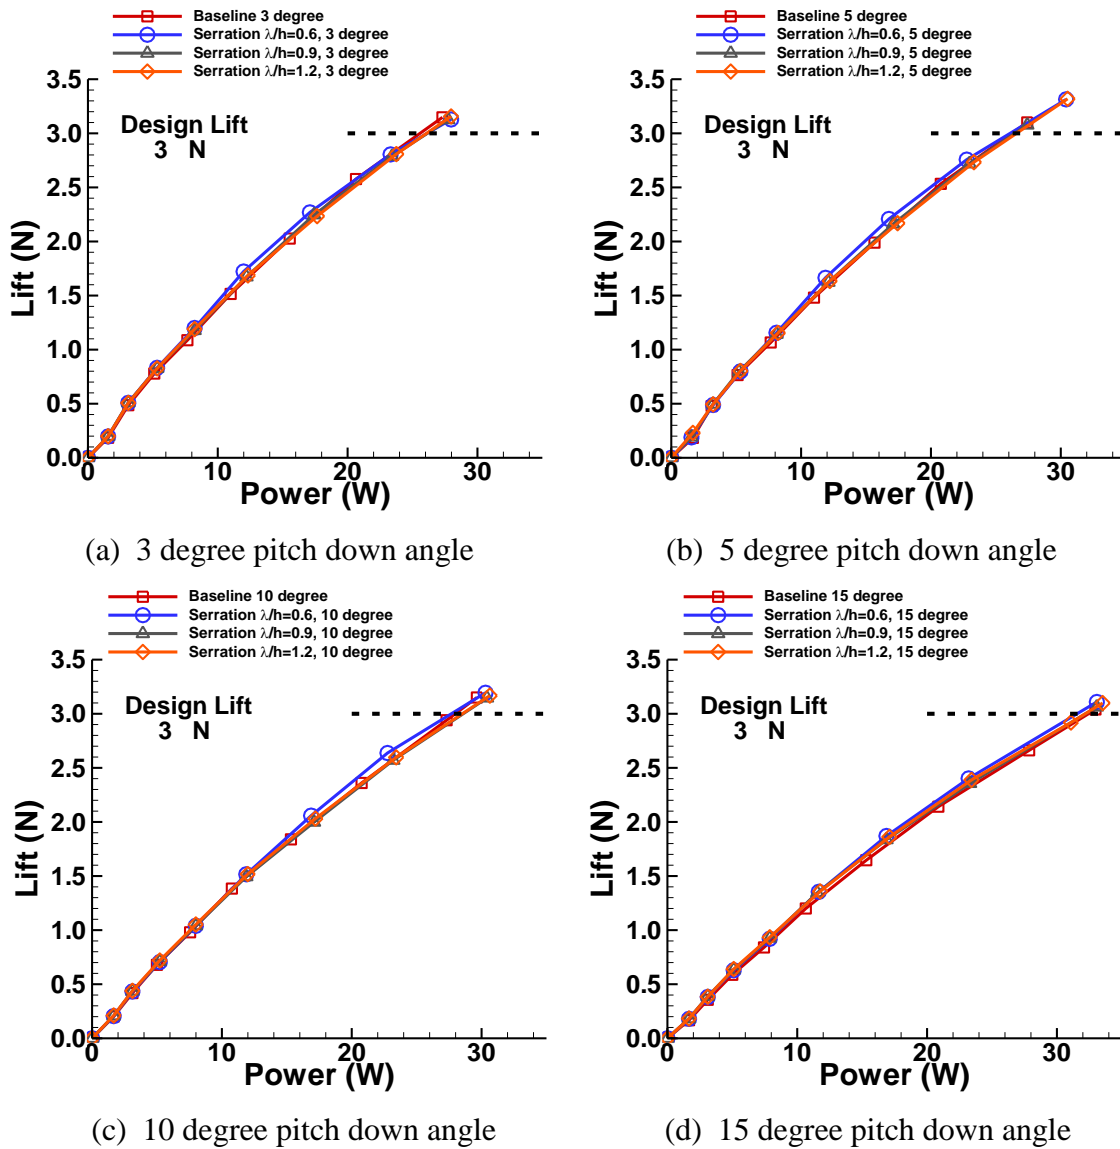 Baseline 3 degree
Serration λ/h=0.6, 3 degree
Serration λ/h=0.9, 3 degree
Serration λ/h=1.2, 3 degree
3.5
3.0
2.5
2.0
1.5
1.0
0.5
0.0
Lift (N)
Design Lift
3 N
0
10
20
30
Power (W)
(a) 3 degree pitch down angle
Baseline 5 degree
Serration λ/h=0.6, 5 degree
Serration λ/h=0.9, 5 degree
Serration λ/h=1.2, 5 degree
3.5
3.0
2.5
2.0
1.5
1.0
0.5
0.0
Lift (N)
Design Lift
3 N
0
10
20
30
Power (W)
(b) 5 degree pitch down angle
Baseline 10 degree
Serration λ/h=0.6, 10 degree
Serration λ/h=0.9, 10 degree
Serration λ/h=1.2, 10 degree
3.5
3.0
2.5
2.0
1.5
1.0
0.5
0.0
Lift (N)
Design Lift
3 N
0
10
20
30
Power (W)
(c) 10 degree pitch down angle
Baseline 15 degree
Serration λ/h=0.6, 15 degree
Serration λ/h=0.9, 15 degree
Serration λ/h=1.2, 15 degree
3.5
3.0
2.5
2.0
1.5
1.0
0.5
0.0
Lift (N)
Design Lift
3 N
0
10
20
30
Power (W)
(d) 15 degree pitch down angle